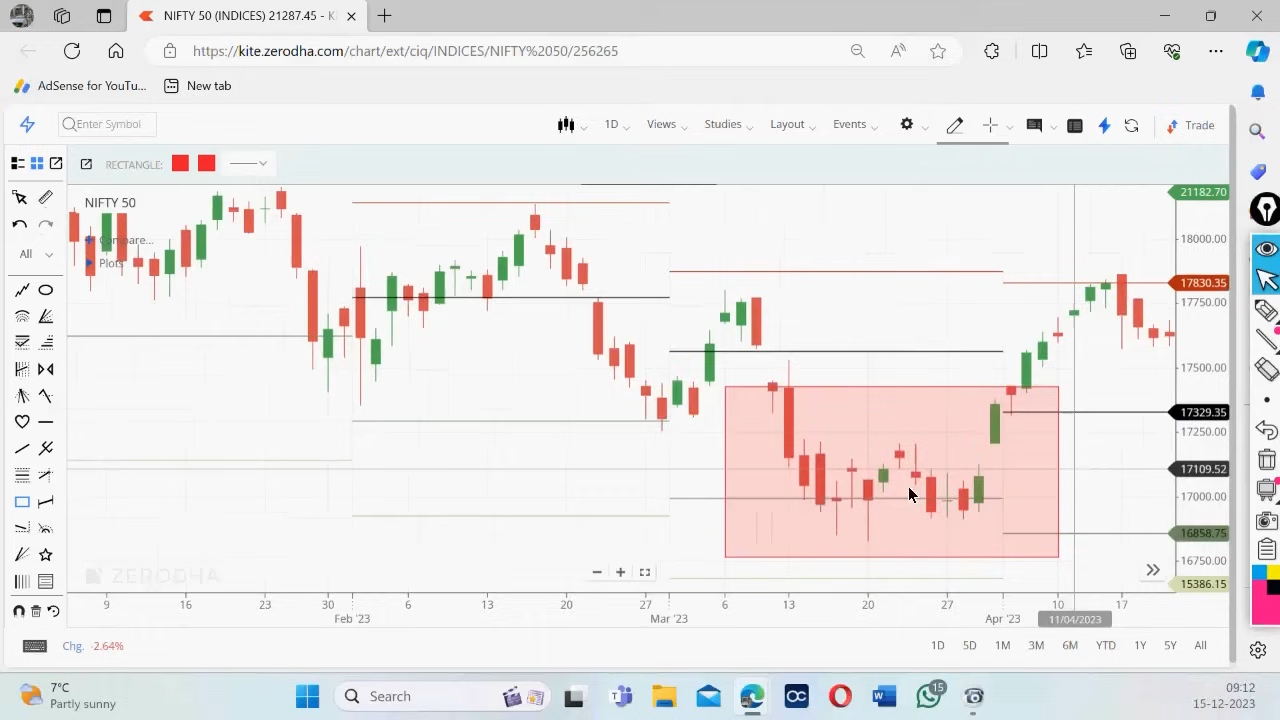 NIFTY 50 (INDICES) 21287.45 - K
https://kite.zerodha.com/chart/ext/ciq/INDICES/NIFTY%2050/256265
AdSense for YouTu...
New tab
Enter Symbol
1D
Views
Studies
Layout
Events
Trade
RECTANGLE:
NIFTY 50
Compare...
Plots
All
21182.70
18000.00
17830.35
17750.00
17500.00
17329.35
17250.00
17109.52
17000.00
16858.75
16750.00
15386.15
ZERODHA
9 16 23 30 6 13 20 27 6 13 20 27 10 17
Feb '23 Mar '23 Apr '23 11/04/2023
Chg. -2.64%
1D 5D 1M 3M 6M YTD 1Y 5Y All
7°C
Partly sunny
Search
15
09:12
15-12-2023